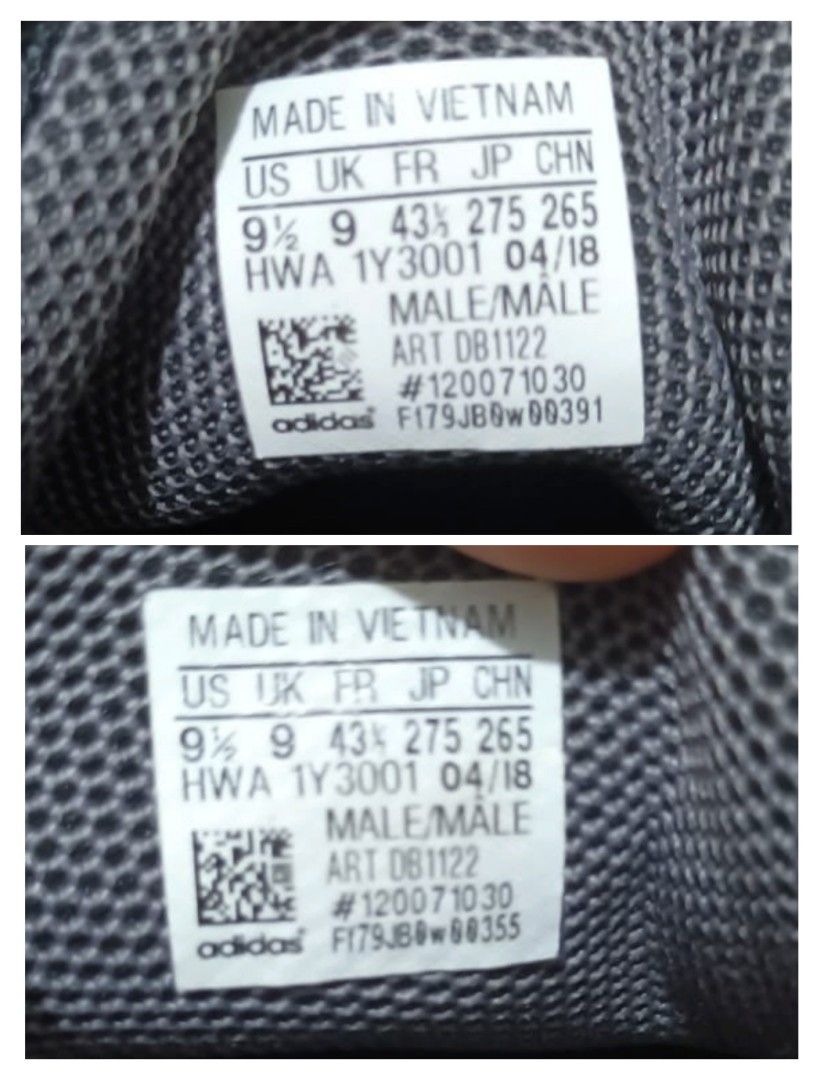 MADE IN VIETNAM
US UK FR JP CHN
9½ 9 43⅓ 275 265
HWA 1Y3001 04/18
MALE/MÂLE
ART DB1122
#120071030
adidas F179JB0w00391
MADE IN VIETNAM
US UK FR JP CHN
9½ 9 43⅓ 275 265
HWA 1Y3001 04/18
MALE/MÂLE
ART DB1122
#120071030
adidas F179JB0w00355